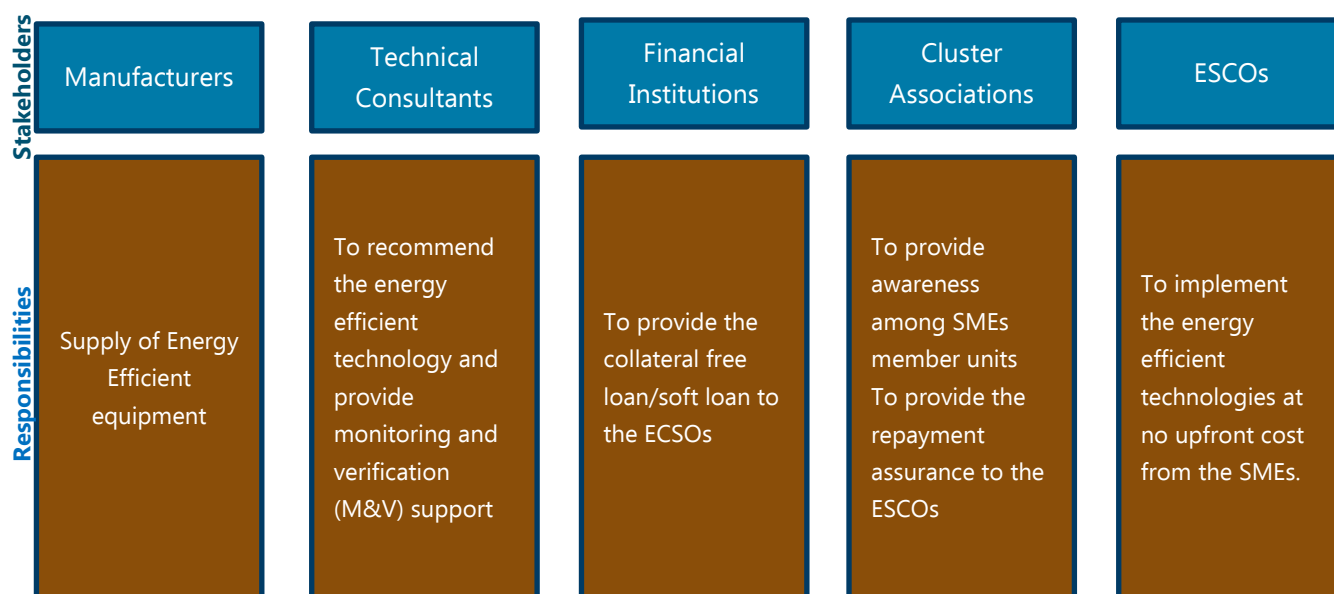 Stakeholders
Manufacturers
Technical
Consultants
Financial
Institutions
Cluster
Associations
ESCOs
Responsibilities
Supply of Energy
Efficient
equipment
To recommend
the energy
efficient
technology and
provide
monitoring and
verification
(M&V) support
To provide the
collateral free
loan/soft loan to
the ECSOs
To provide
awareness
among SMEs
member units
To provide the
repayment
assurance to the
ESCOs
To implement
the energy
efficient
technologies at
no upfront cost
from the SMEs.